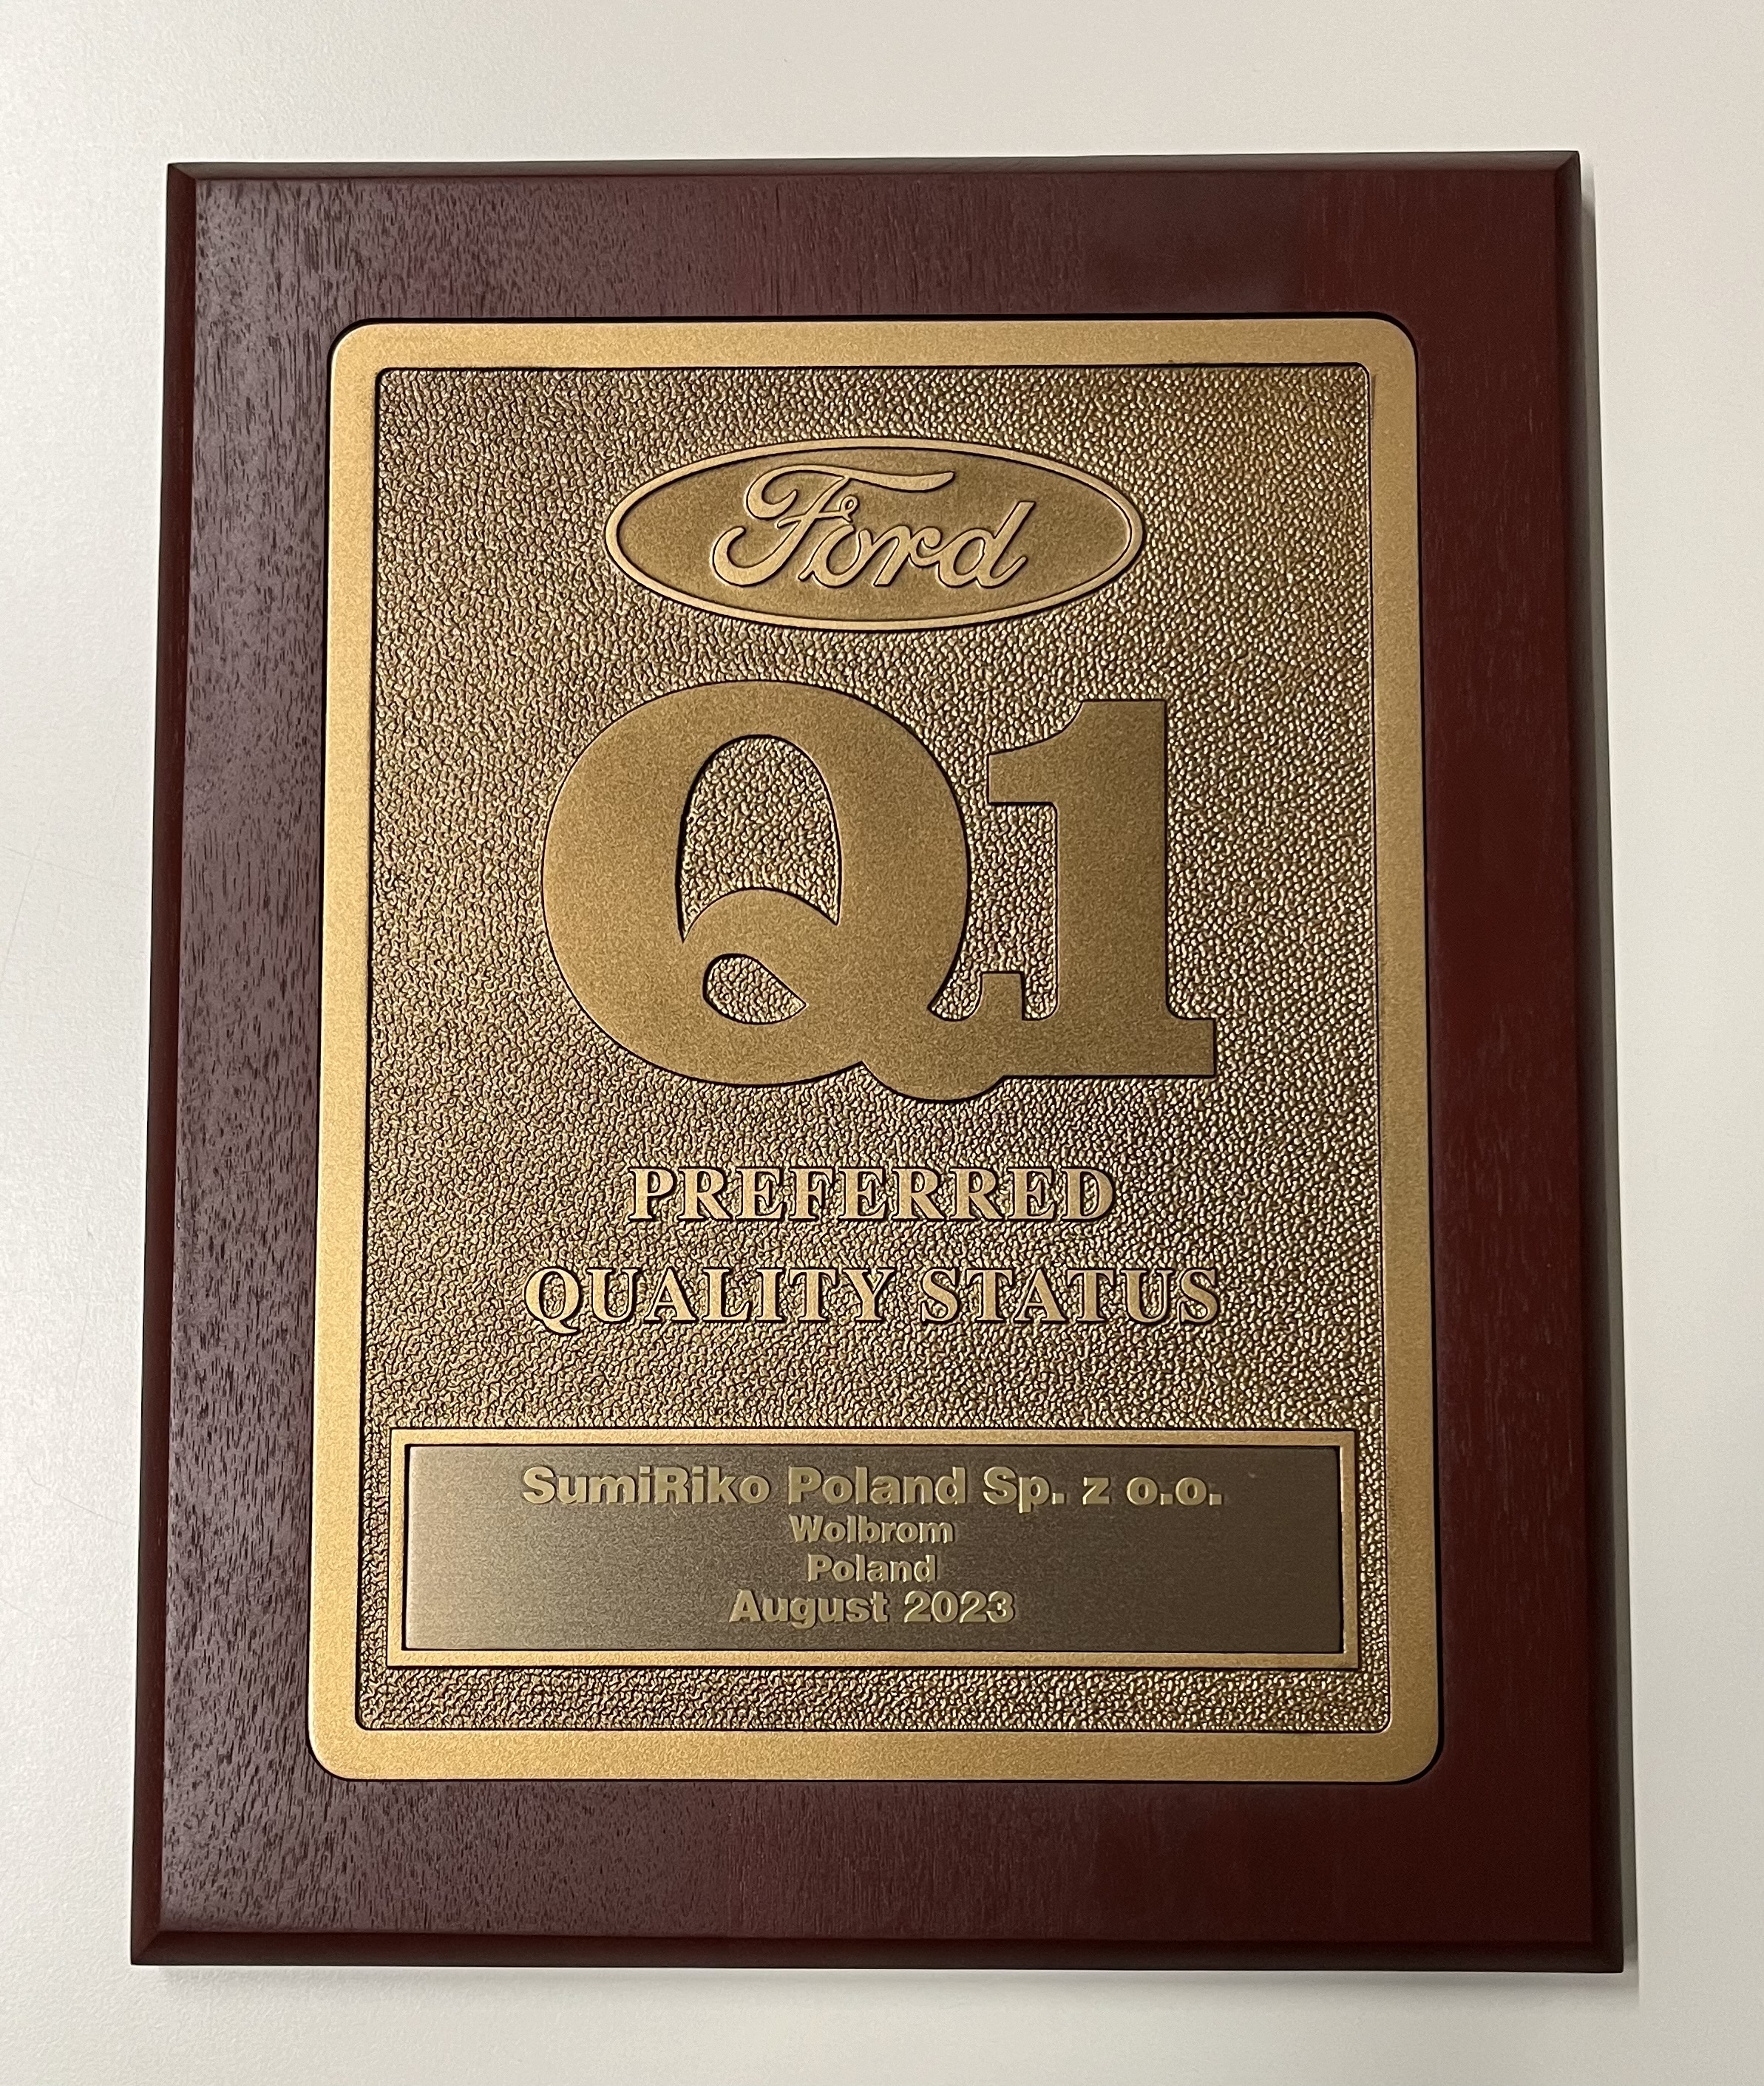 Ford
Q1
PREFERRED
QUALITY STATUS
SumiRiko Poland Sp. z o.o.
Wolbrom
Poland
August 2023